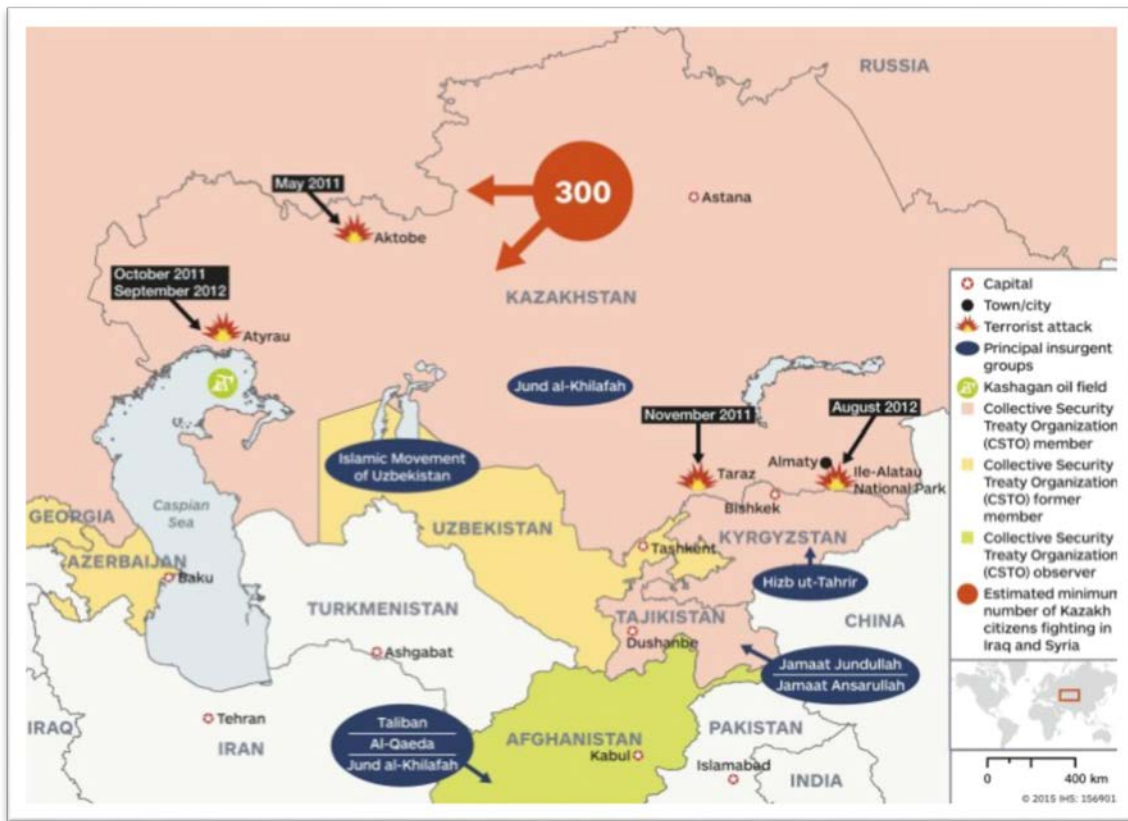 RUSSIA
May 2011
300
Astana
Aktobe
October 2011
September 2012
Atyrau
KAZAKHSTAN
Jund al-Khilafah
November 2011
August 2012
Islamic Movement
of Uzbekistan
Taraz
Almaty
Ile-Alatau
National Park
Bishkek
Caspian
Sea
GEORGIA
UZBEKISTAN
KYRGYZSTAN
AZERBAIJAN
Baku
Tashkent
Hizb ut-Tahrir
TURKMENISTAN
TAJIKISTAN
CHINA
Dushanbe
Ashgabat
Jamaat Jundullah
Jamaat Ansarullah
IRAQ
Tehran
IRAN
Taliban
Al-Qaeda
Jund al-Khilafah
AFGHANISTAN
Kabul
PAKISTAN
Islamabad
INDIA
Capital
Town/city
Terrorist attack
Principal insurgent
groups
Kashagan oil field
Collective Security
Treaty Organization
(CSTO) member
Collective Security
Treaty Organization
(CSTO) former
member
Collective Security
Treaty Organization
(CSTO) observer
Estimated minimum
number of Kazakh
citizens fighting in
Iraq and Syria
0 400 km
© 2015 IHS: 156901